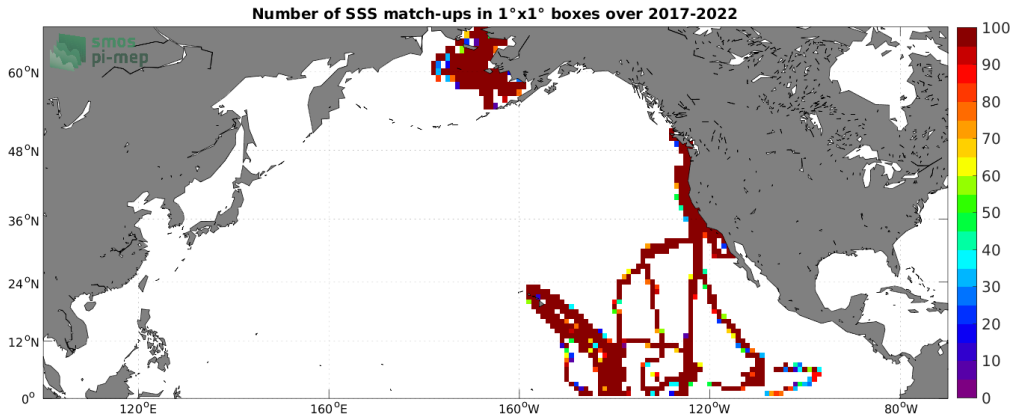 Number of SSS match-ups in 1°x1° boxes over 2017-2022
smos
pi-mep
60°N
48°N
36°N
24°N
12°N
0°
120°E
160°E
160°W
120°W
80°W
100
90
80
70
60
50
40
30
20
10
0